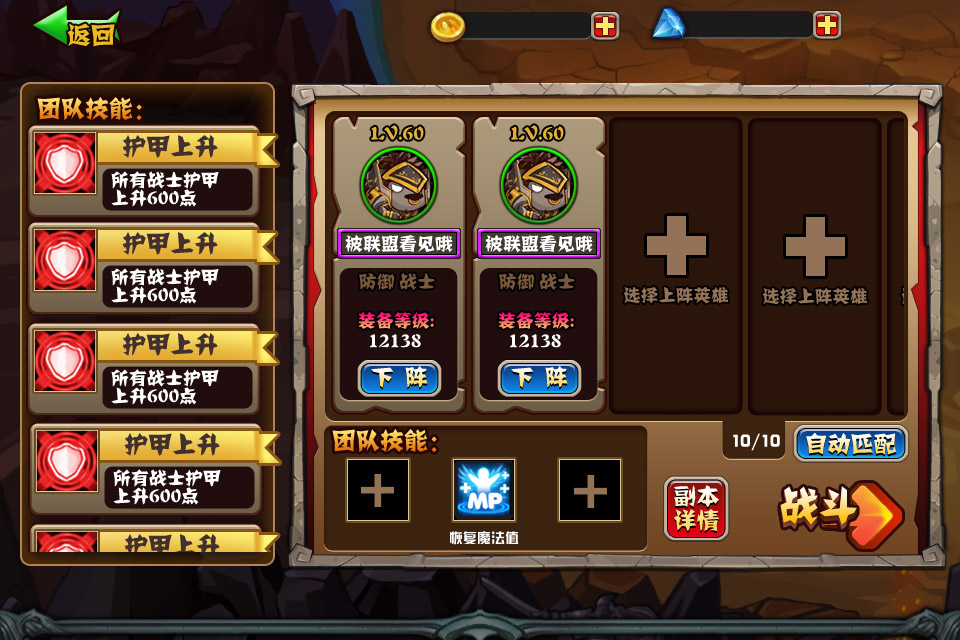 返回
团队技能：
护甲上升
所有战士护甲
上升600点
护甲上升
所有战士护甲
上升600点
护甲上升
所有战士护甲
上升600点
护甲上升
所有战士护甲
上升600点
护甲上升
LV.60
被联盟看见哦
防御 战士
装备等级:
12138
下 阵
LV.60
被联盟看见哦
防御 战士
装备等级:
12138
下 阵
选择上阵英雄
选择上阵英雄
团队技能：
MP
恢复魔法值
10/10
自动匹配
副本
详情
战斗